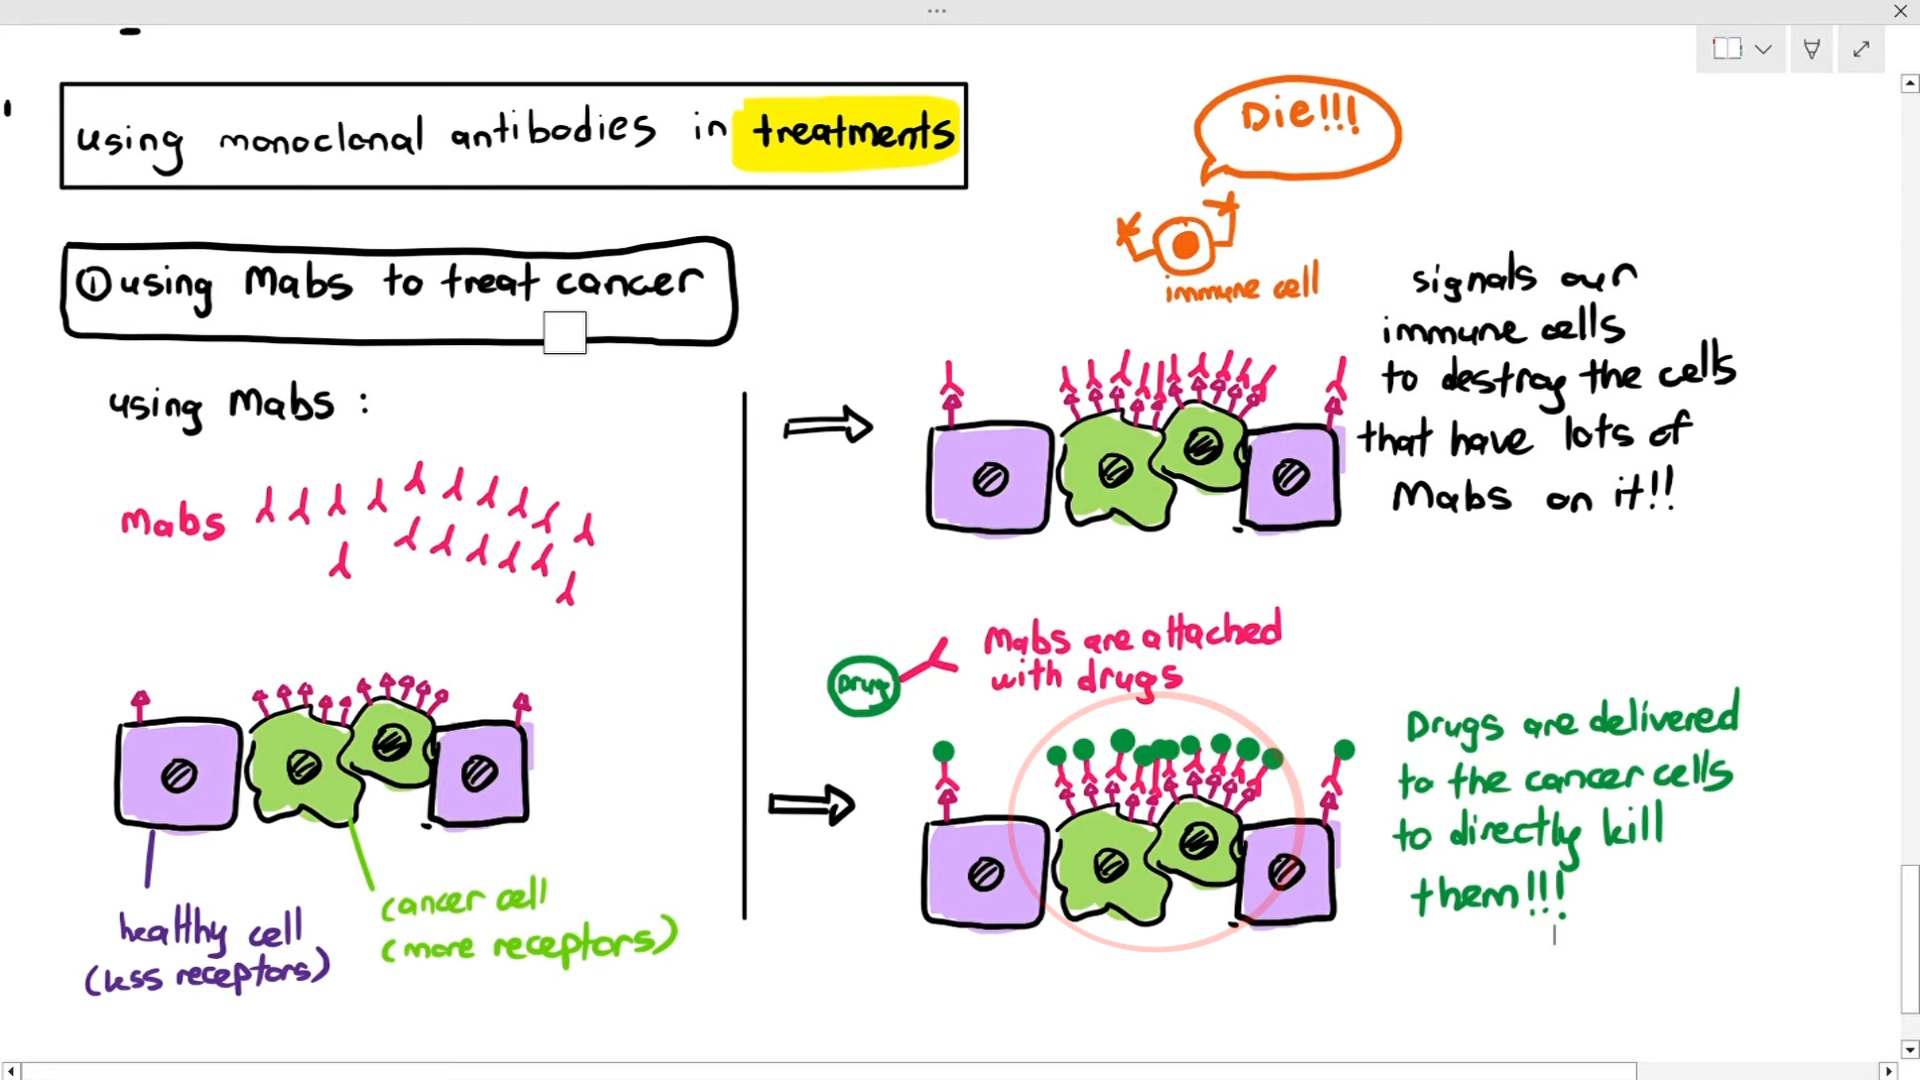 using monoclonal antibodies in treatments
① using Mabs to treat cancer
using Mabs :
Mabs
healthy cell
(less receptors)
cancer cell
(more receptors)
Die!!!
immune cell
signals our
immune cells
to destroy the cells
that have lots of
Mabs on it!!
Drug
Mabs are attached
with drugs
Drugs are delivered
to the cancer cells
to directly kill
them!!!